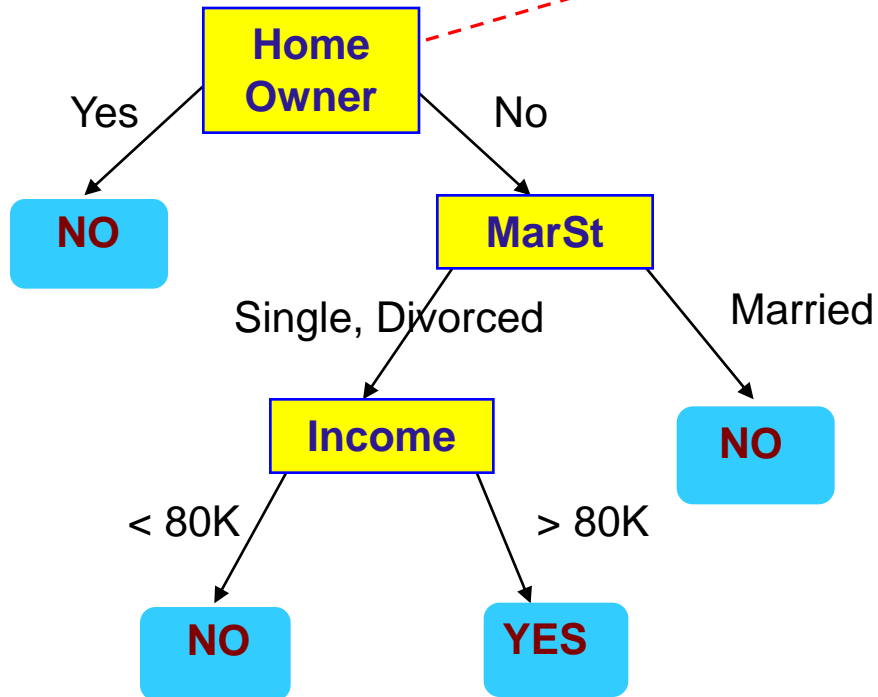 Home
Owner
Yes
No
NO
MarSt
Single, Divorced
Married
Income
NO
< 80K
> 80K
NO
YES